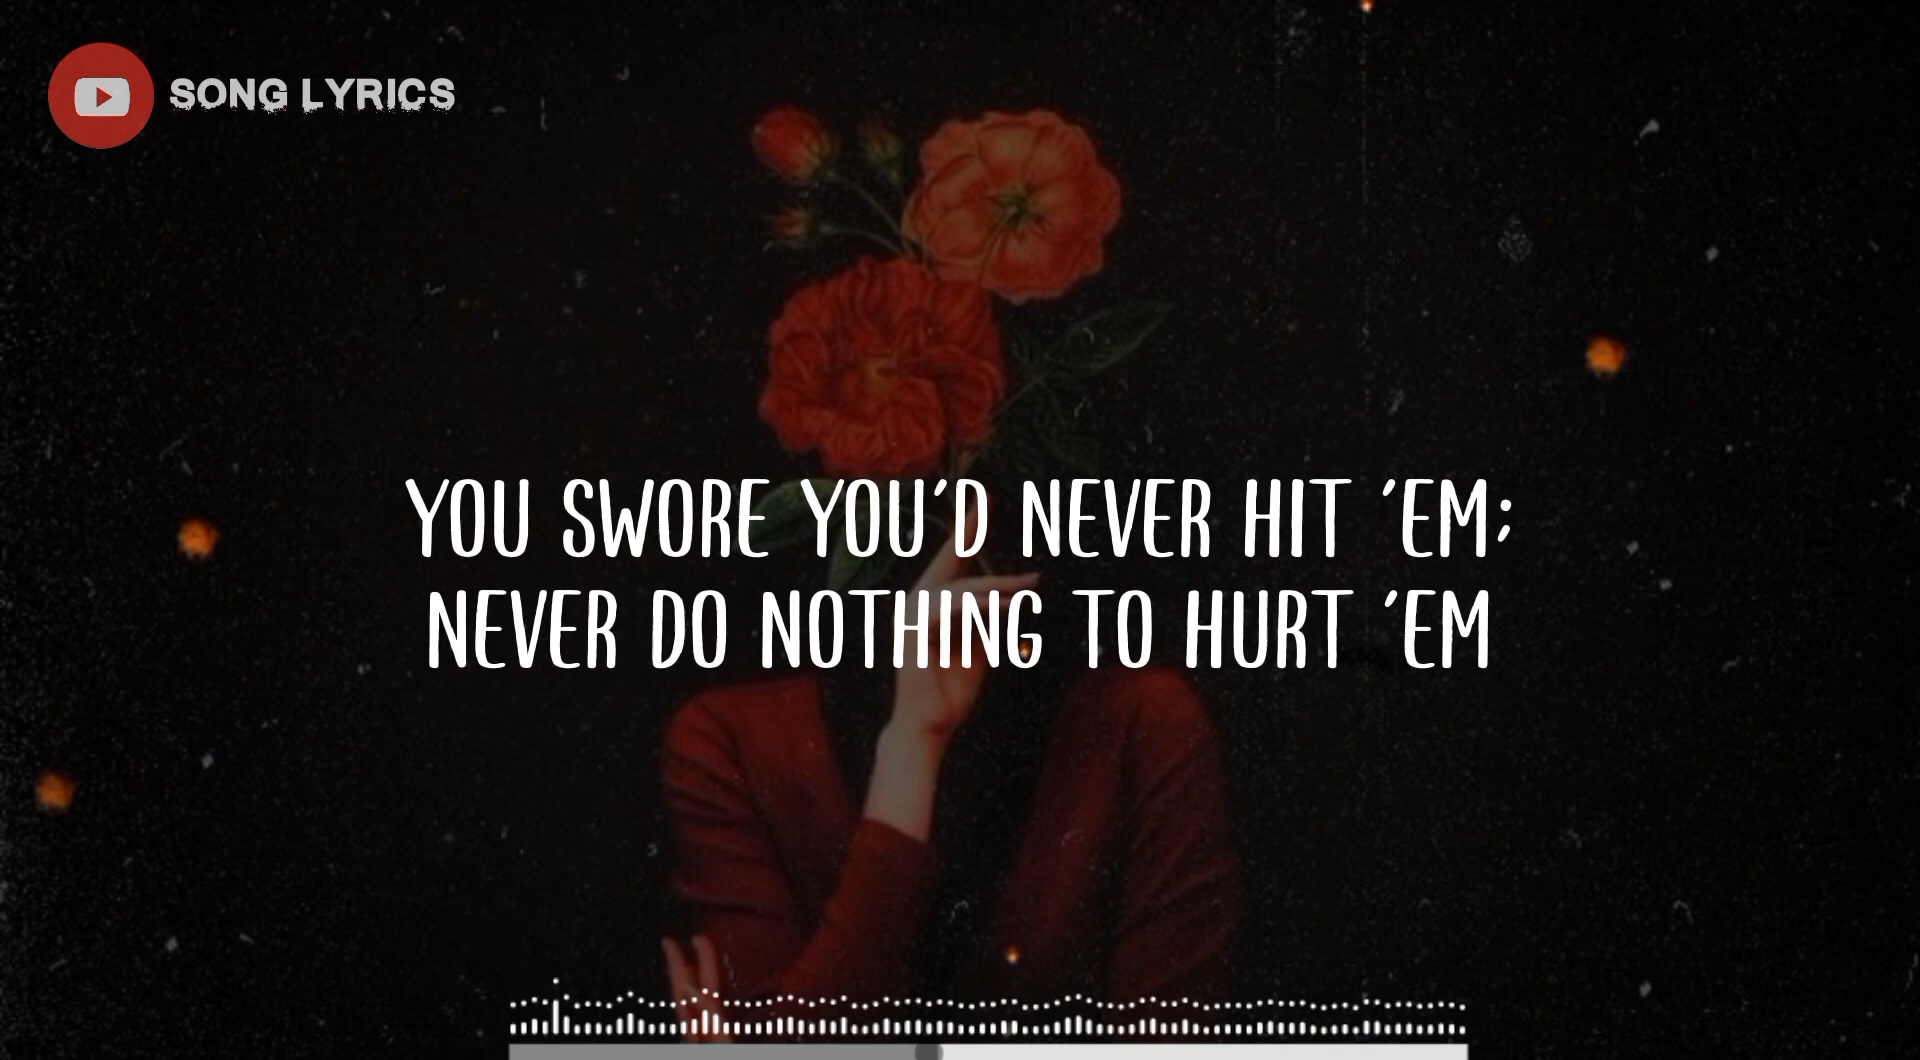 SONG LYRICS
YOU SWORE YOU'D NEVER HIT 'EM;
NEVER DO NOTHING TO HURT 'EM